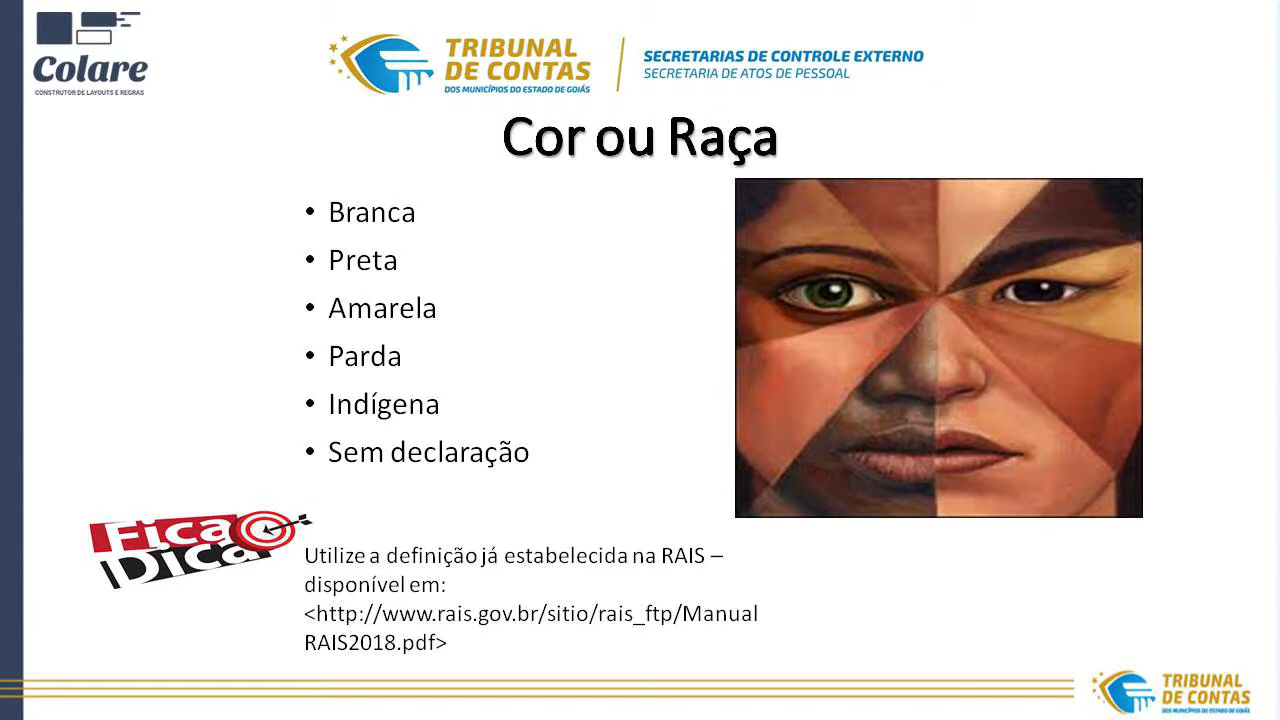 Colare
CONSTRUTOR DE LAYOUTS E REGRAS
TRIBUNAL
DE CONTAS
DOS MUNICÍPIOS DO ESTADO DE GOIÁS
SECRETARIAS DE CONTROLE EXTERNO
SECRETARIA DE ATOS DE PESSOAL
Cor ou Raça
• Branca
• Preta
• Amarela
• Parda
• Indígena
• Sem declaração
Fica
Dica
Utilize a definição já estabelecida na RAIS –
disponível em:
<http://www.rais.gov.br/sitio/rais_ftp/Manual
RAIS2018.pdf>
TRIBUNAL
DE CONTAS
DOS MUNICÍPIOS DO ESTADO DE GOIÁS